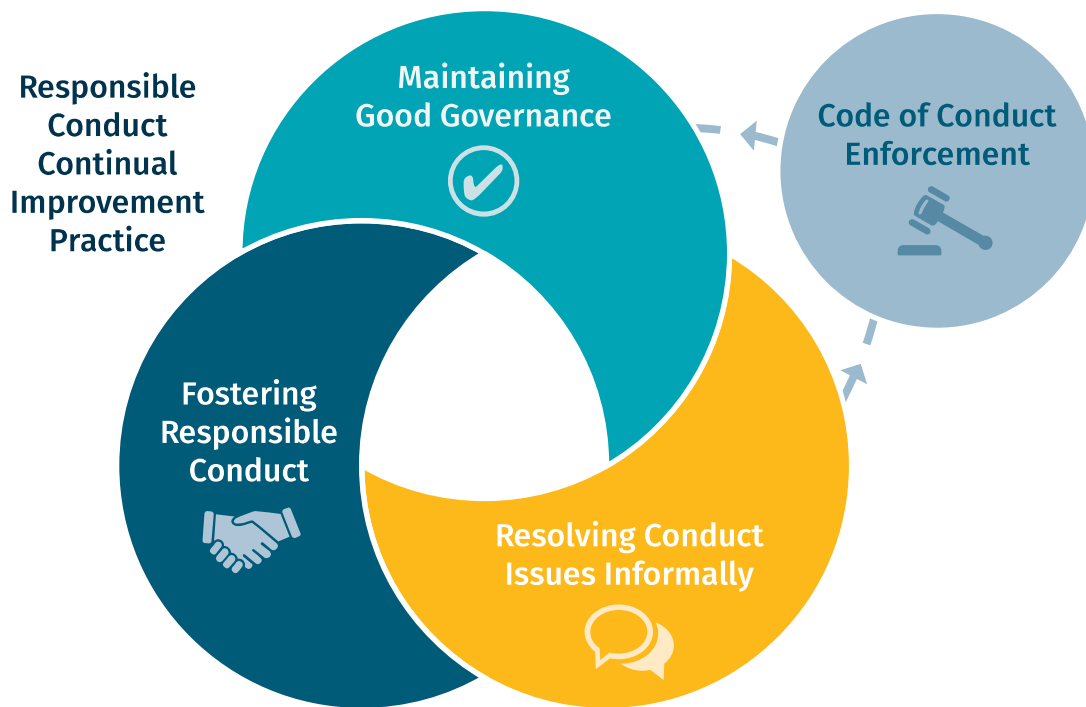 Responsible
Conduct
Continual
Improvement
Practice
Maintaining
Good Governance
Code of Conduct
Enforcement
Fostering
Responsible
Conduct
Resolving Conduct
Issues Informally